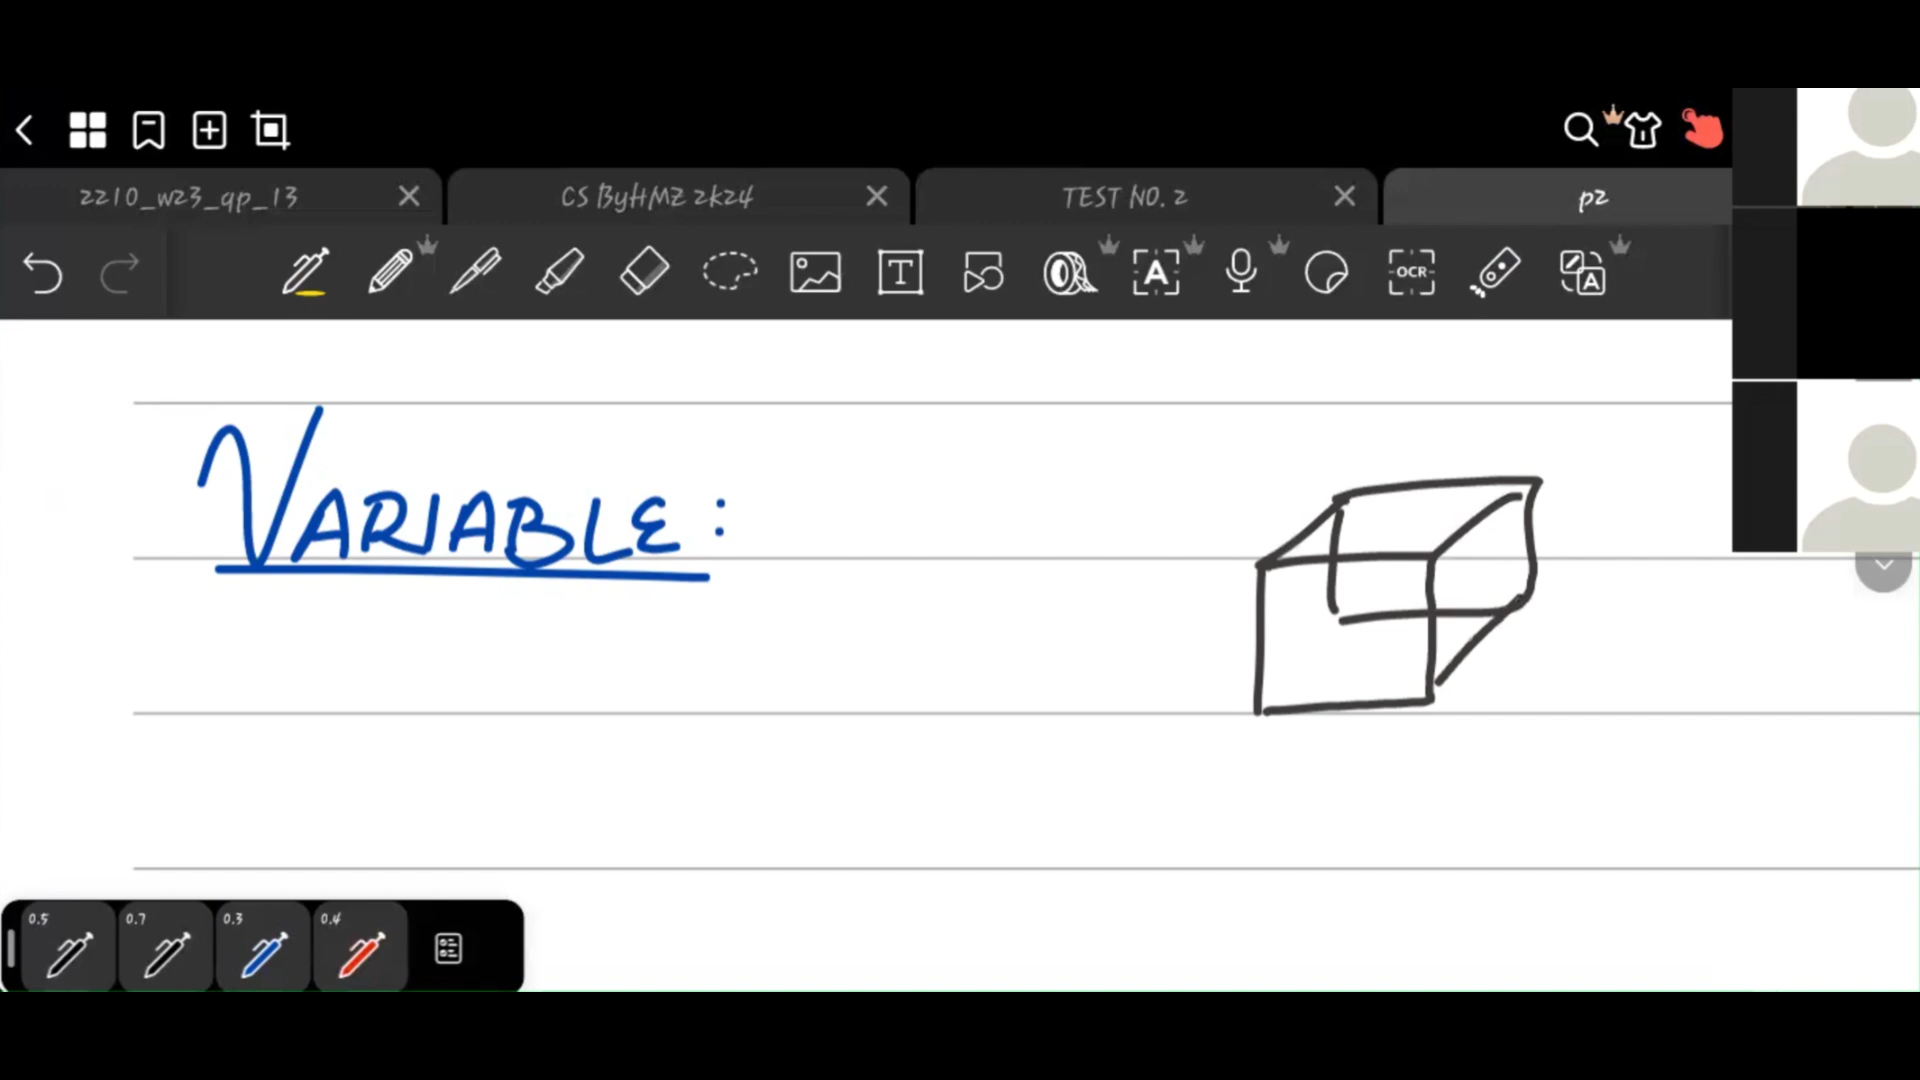 2210_w23_qp_13
CS ByHMZ 2k24
TEST NO. 2
p2
T
A
OCR
A
VARIABLE:
0.5
0.7
0.3
0.4